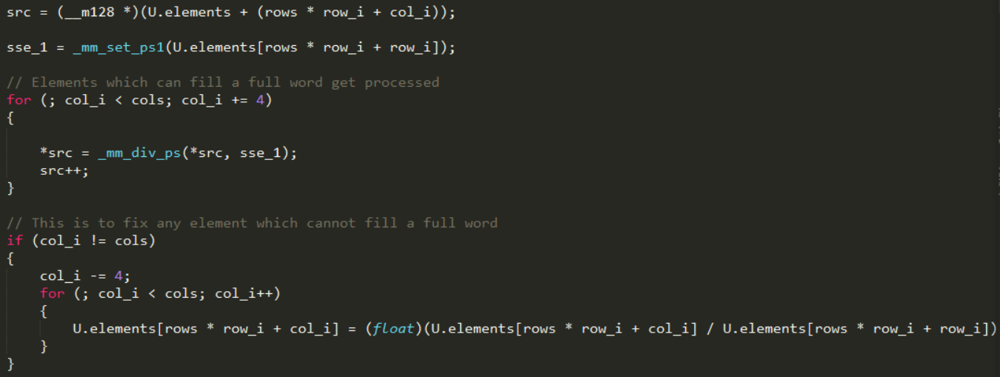 src = (__m128 *)(U.elements + (rows * row_i + col_i));
sse_1 = _mm_set_ps1(U.elements[rows * row_i + row_i]);
// Elements which can fill a full word get processed
for (; col_i < cols; col_i += 4)
{
*src = _mm_div_ps(*src, sse_1);
src++;
}
// This is to fix any element which cannot fill a full word
if (col_i != cols)
{
col_i -= 4;
for (; col_i < cols; col_i++)
{
U.elements[rows * row_i + col_i] = (float)(U.elements[rows * row_i + col_i] / U.elements[rows * row_i + row_i])
}
}